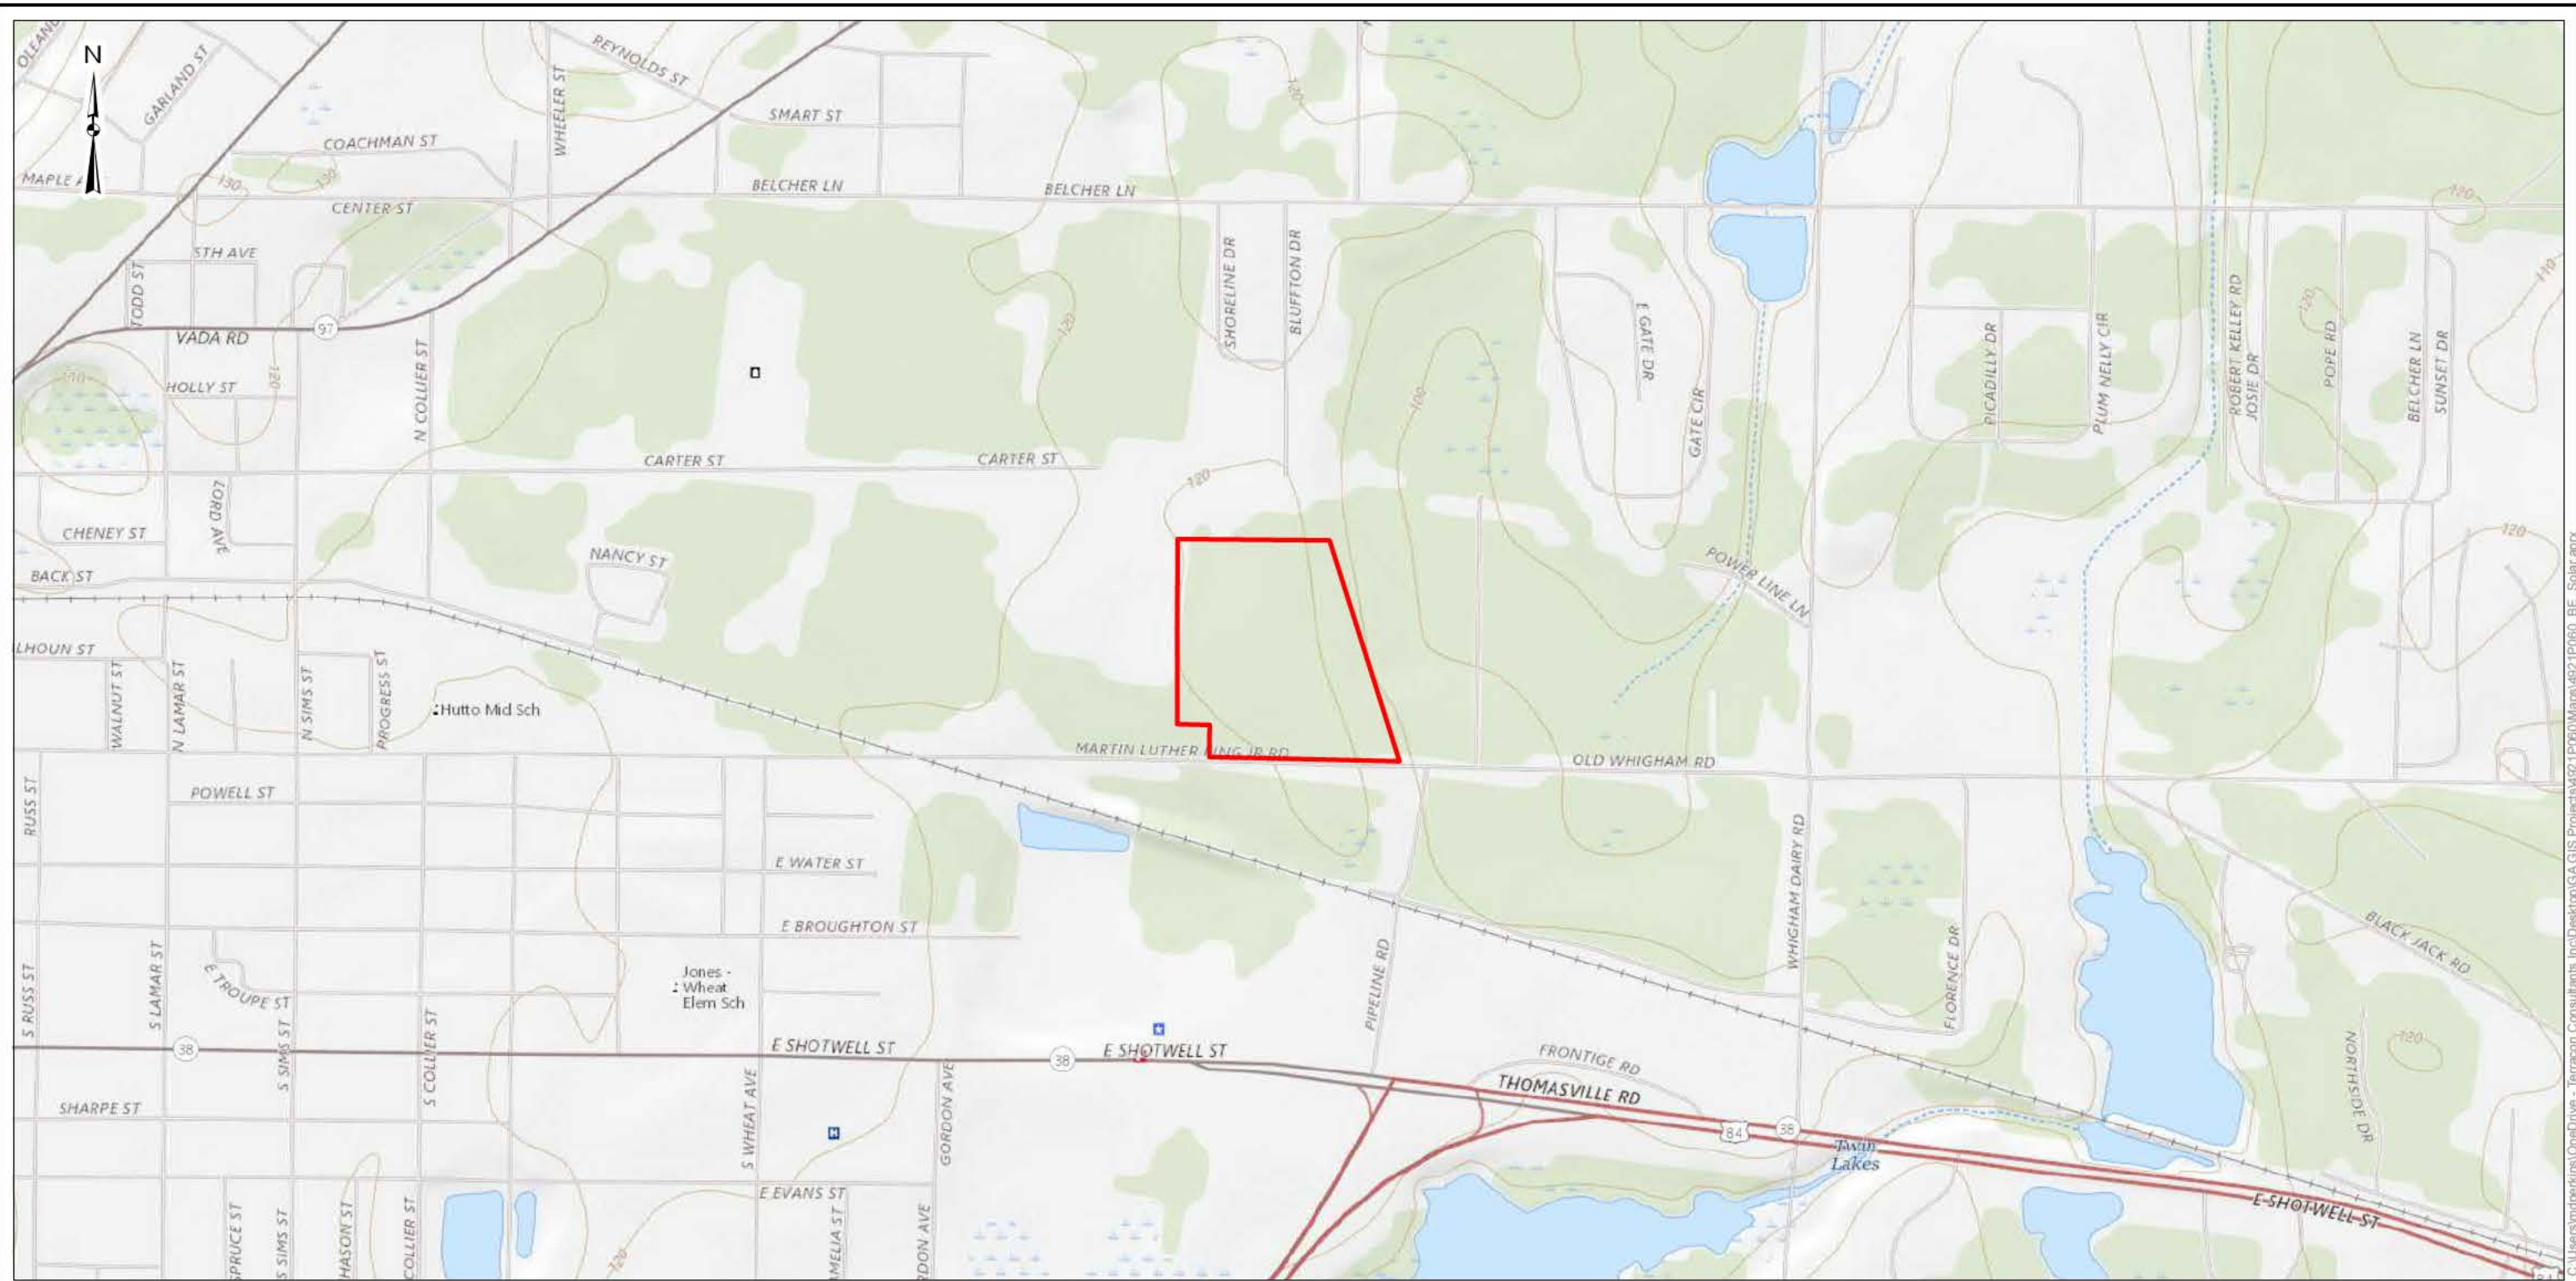 N
GARLAND ST
REYNOLDS ST
WHEELER ST
SMART ST
COACHMAN ST
120
MAPLE
130
130
BELCHER LN
BELCHER LN
CENTER ST
120
5TH AVE
TODD ST
SHORELINE DR
BLUFFTON DR
110
97
VADA RD
120
E GATE DR
PICADILLY DR
PLUM NELLY CIR
ROBERT KELLEY RD
JOSIE DR
120
POPE RD
BELCHER LN
SUNSET DR
HOLLY ST
120
N COLLIER ST
100
GATE CIR
CARTER ST
CARTER ST
120
LORD AVE
CHENEY ST
120
NANCY ST
BACK ST
POWER LINE LN
LHOUN ST
WALNUT ST
N LAMAR ST
N SIMS ST
PROGRESS ST
Hutto Mid Sch
MARTIN LUTHER KING JR RD
OLD WHIGHAM RD
RUSS ST
POWELL ST
E WATER ST
WHIGHAM DAIRY RD
E BROUGHTON ST
BLACK JACK RD
S RUSS ST
S LAMAR ST
E TROUPE ST
Jones -
Wheat
Elem Sch
PIPELINE RD
FLORENCE DR
S SIMS ST
S COLLIER ST
38
E SHOTWELL ST
38
E SHOTWELL ST
FRONTIGE RD
120
NORTHSIDE DR
THOMASVILLE RD
SHARPE ST
S WHEAT AVE
H
GORDON AVE
84
38
Twin
Lakes
E EVANS ST
E SHOTWELL ST
SPRUCE ST
S SIMS ST
HASON ST
COLLIER ST
120
AMELIA ST
RDON AVE